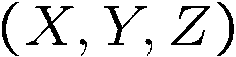 (X, Y, Z)